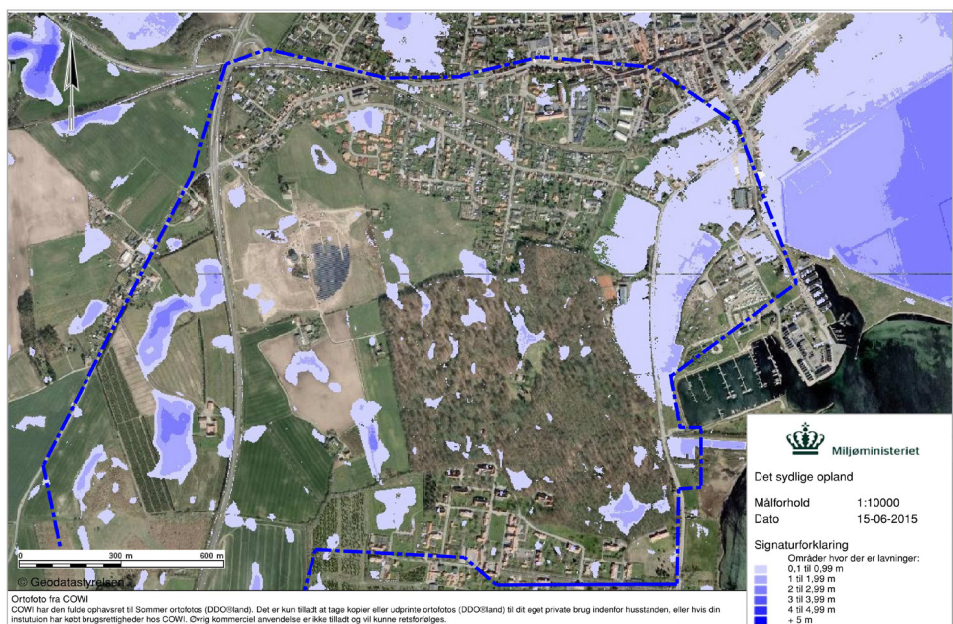 0 300 m 600 m
© Geodatastyrelsen
Miljøministeriet
Det sydlige opland
Målforhold 1:10000
Dato 15-06-2015
Signaturforklaring
Områder hvor der er lavninger:
0,1 til 0,99 m
1 til 1,99 m
2 til 2,99 m
3 til 3,99 m
4 til 4,99 m
+ 5 m
Ortofoto fra COWI
COWI har den fulde ophavsret til Sommer ortofotos (DDO®land). Det er kun tilladt at tage kopier eller udprinte ortofotos (DDO®land) til dit eget private brug indenfor husstanden, eller hvis din
instutuion har købt brugsrettigheder hos COWI. Øvrig kommerciel anvendelse er ikke tilladt og vil kunne retsforfølges.